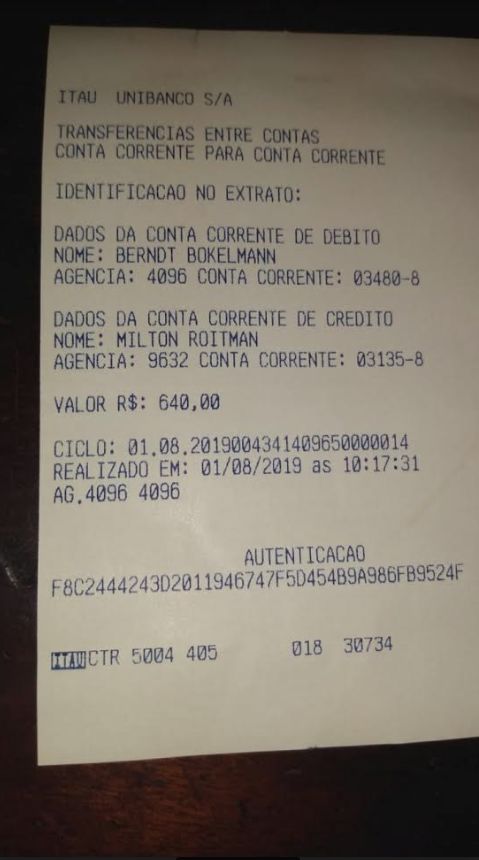 ITAU UNIBANCO S/A
TRANSFERENCIAS ENTRE CONTAS
CONTA CORRENTE PARA CONTA CORRENTE
IDENTIFICACAO NO EXTRATO:
DADOS DA CONTA CORRENTE DE DEBITO
NOME: BERNDT BOKELMANN
AGENCIA: 4096 CONTA CORRENTE: 03480-8
DADOS DA CONTA CORRENTE DE CREDITO
NOME: MILTON ROITMAN
AGENCIA: 9632 CONTA CORRENTE: 03135-8
VALOR R$: 640,00
CICLO: 01.08.2019004341409650000014
REALIZADO EM: 01/08/2019 as 10:17:31
AG.4096 4096
AUTENTICACAO
F8C2444243D2011946747F5D454B9A986FB9524F
ITAU CTR 5004 405 018 30734